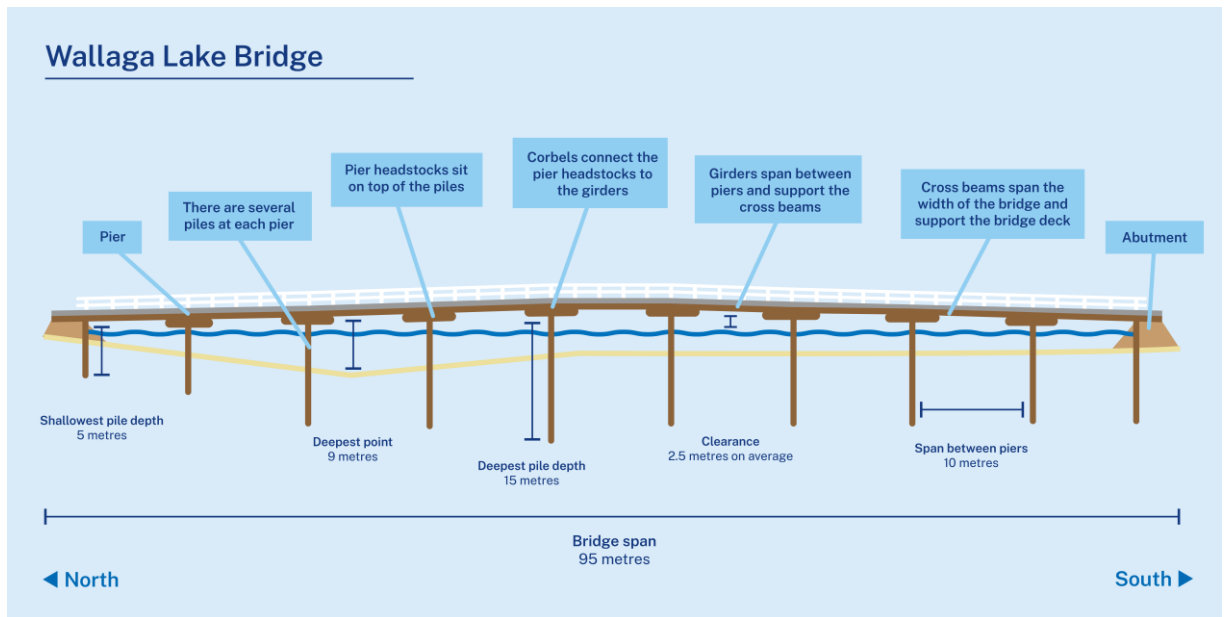 Wallaga Lake Bridge
Pier
There are several
piles at each pier
Pier headstocks sit
on top of the piles
Corbels connect the
pier headstocks to
the girders
Girders span between
piers and support the
cross beams
Cross beams span the
width of the bridge and
support the bridge deck
Abutment
Shallowest pile depth
5 metres
Deepest point
9 metres
Deepest pile depth
15 metres
Clearance
2.5 metres on average
Span between piers
10 metres
Bridge span
95 metres
North
South